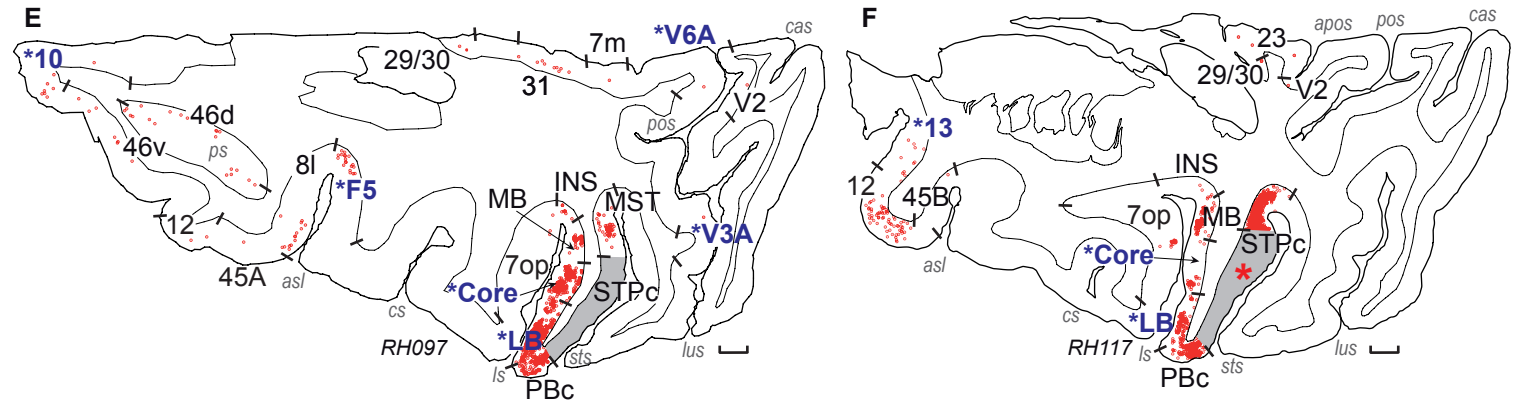 E
*10
29/30
31
7m
*V6A
cas
46d
ps
46v
8l
*F5
12
45A
asl
cs
MB
INS
MST
pos
V2
*V3A
7op
*Core
STPc
*LB
RH097
ls
PBc
sts
lus
F
23
apos
pos
cas
29/30
V2
*13
12
45B
asl
INS
7op
MB
*Core
STPc
*
cs
*LB
RH117
ls
PBc
sts
lus